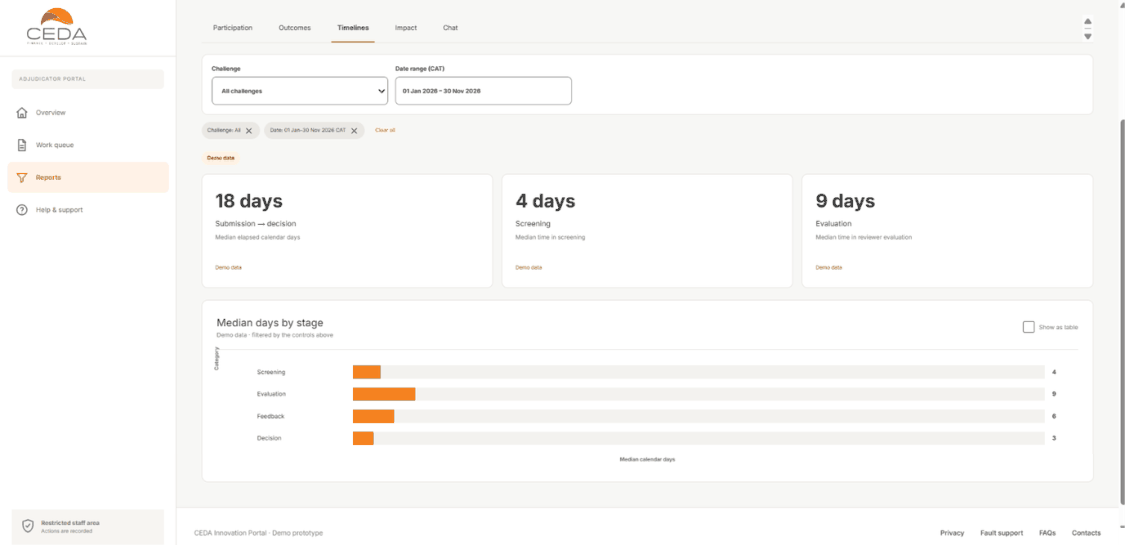 CEDA
ADJUDICATOR PORTAL
Overview
Work queue
Reports
Help & support
Restricted staff area
Actions are recorded
Participation
Outcomes
Timelines
Impact
Chat
Challenge
All challenges
Date range (CAT)
01 Jan 2026 – 30 Nov 2026
Challenge: All
Date: 01 Jan–30 Nov 2026 CAT
Clear all
Demo data
18 days
Submission → decision
Median elapsed calendar days
Demo data
4 days
Screening
Median time in screening
Demo data
9 days
Evaluation
Median time in reviewer evaluation
Demo data
Median days by stage
Demo data · filtered by the controls above
Show as table
Category
Screening 4
Evaluation 9
Feedback 6
Decision 3
Median calendar days
CEDA Innovation Portal · Demo prototype
Privacy
Fault support
FAQs
Contacts